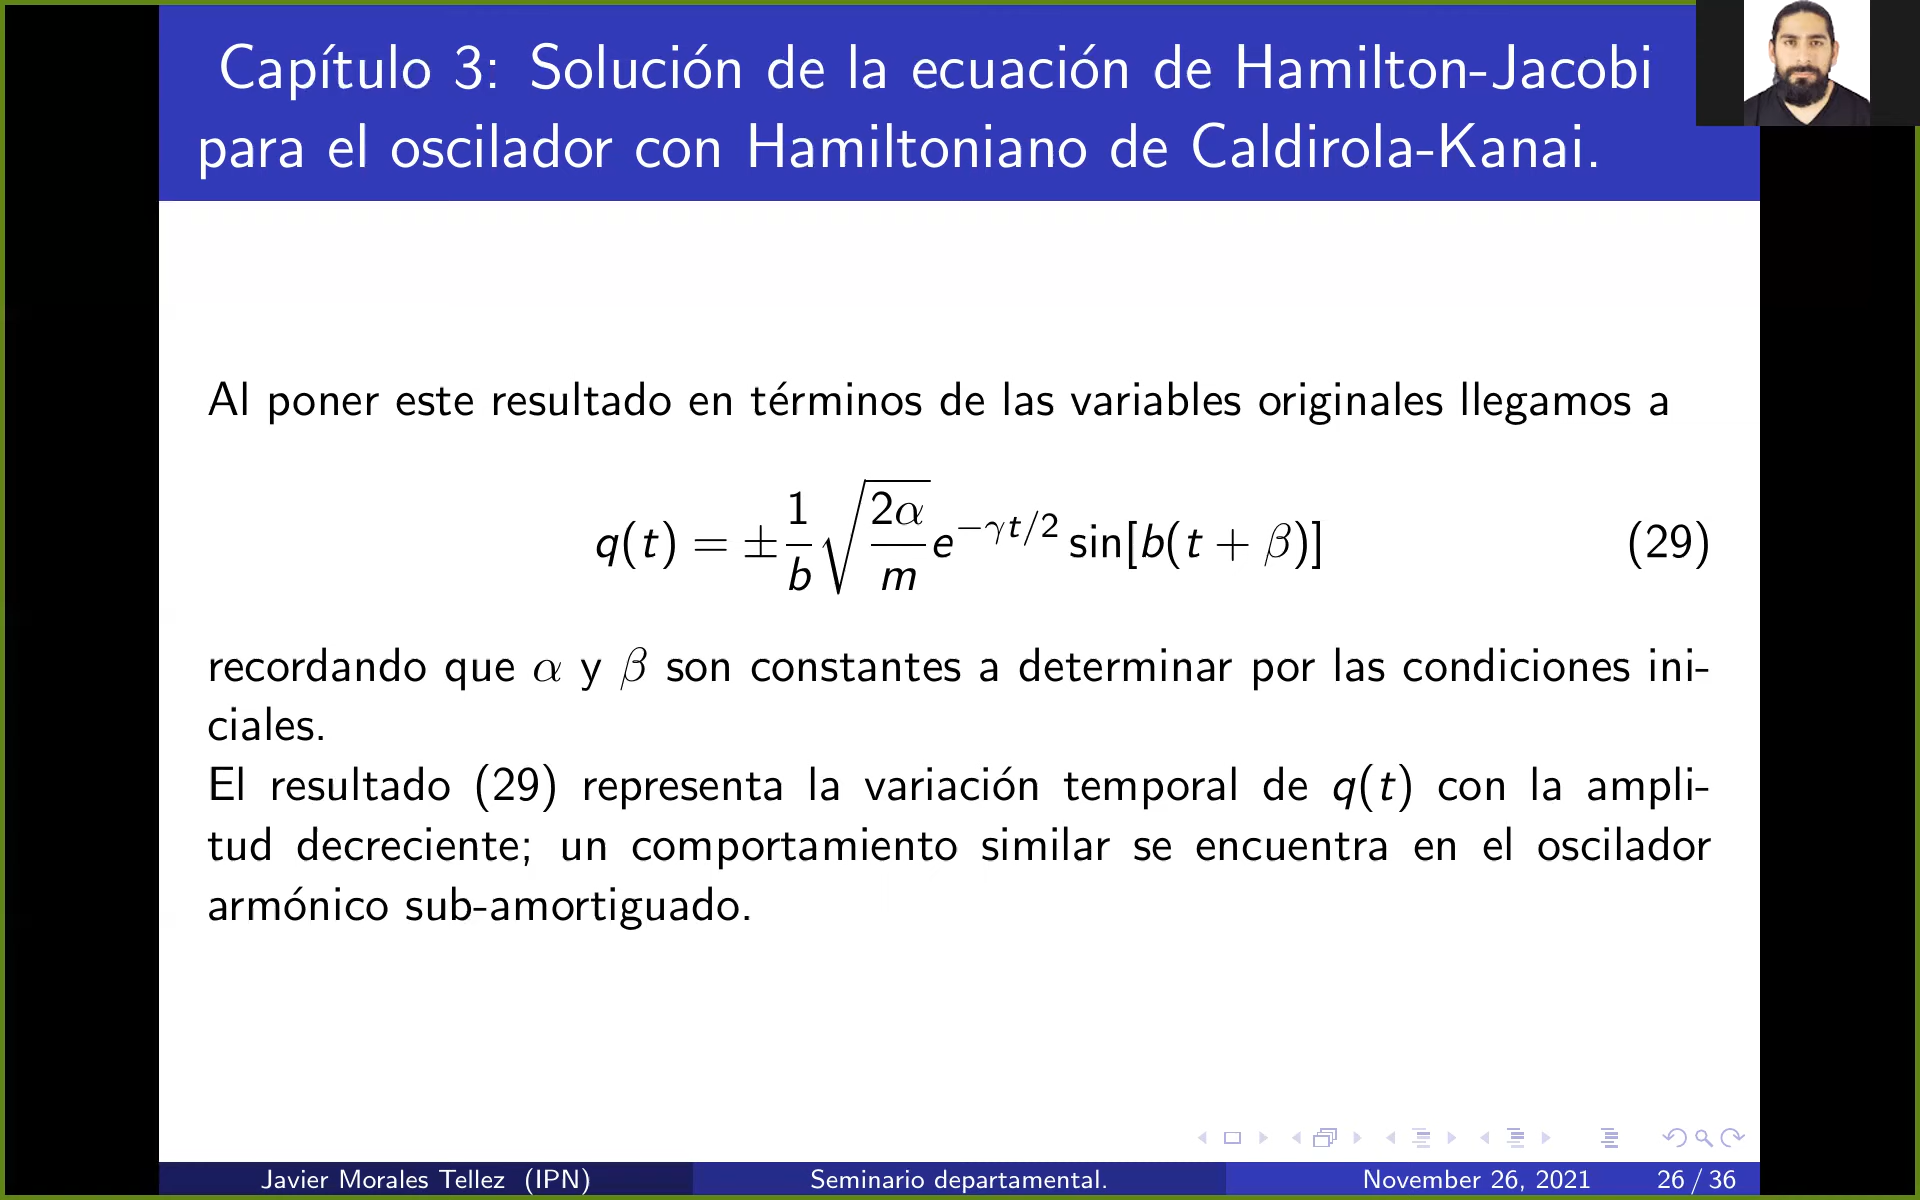 Capítulo 3: Solución de la ecuación de Hamilton-Jacobi
para el oscilador con Hamiltoniano de Caldirola-Kanai.
Al poner este resultado en términos de las variables originales llegamos a
q(t) = ±\frac{1}{b}\sqrt{\frac{2α}{m}}e^{−γt/2} sin[b(t + β)] (29)
recordando que α y β son constantes a determinar por las condiciones ini-
ciales.
El resultado (29) representa la variación temporal de q(t) con la ampli-
tud decreciente; un comportamiento similar se encuentra en el oscilador
armónico sub-amortiguado.
Javier Morales Tellez (IPN) Seminario departamental. November 26, 2021 26 / 36